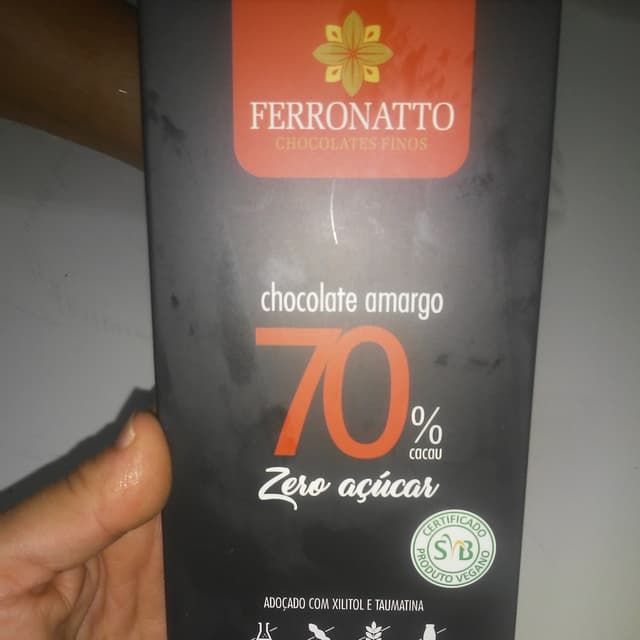 FERRONATTO
CHOCOLATES FINOS
chocolate amargo
70%
cacau
Zero açúcar
CERTIFICADO
SVB
PRODUTO VEGANO
ADOÇADO COM XILITOL E TAUMATINA